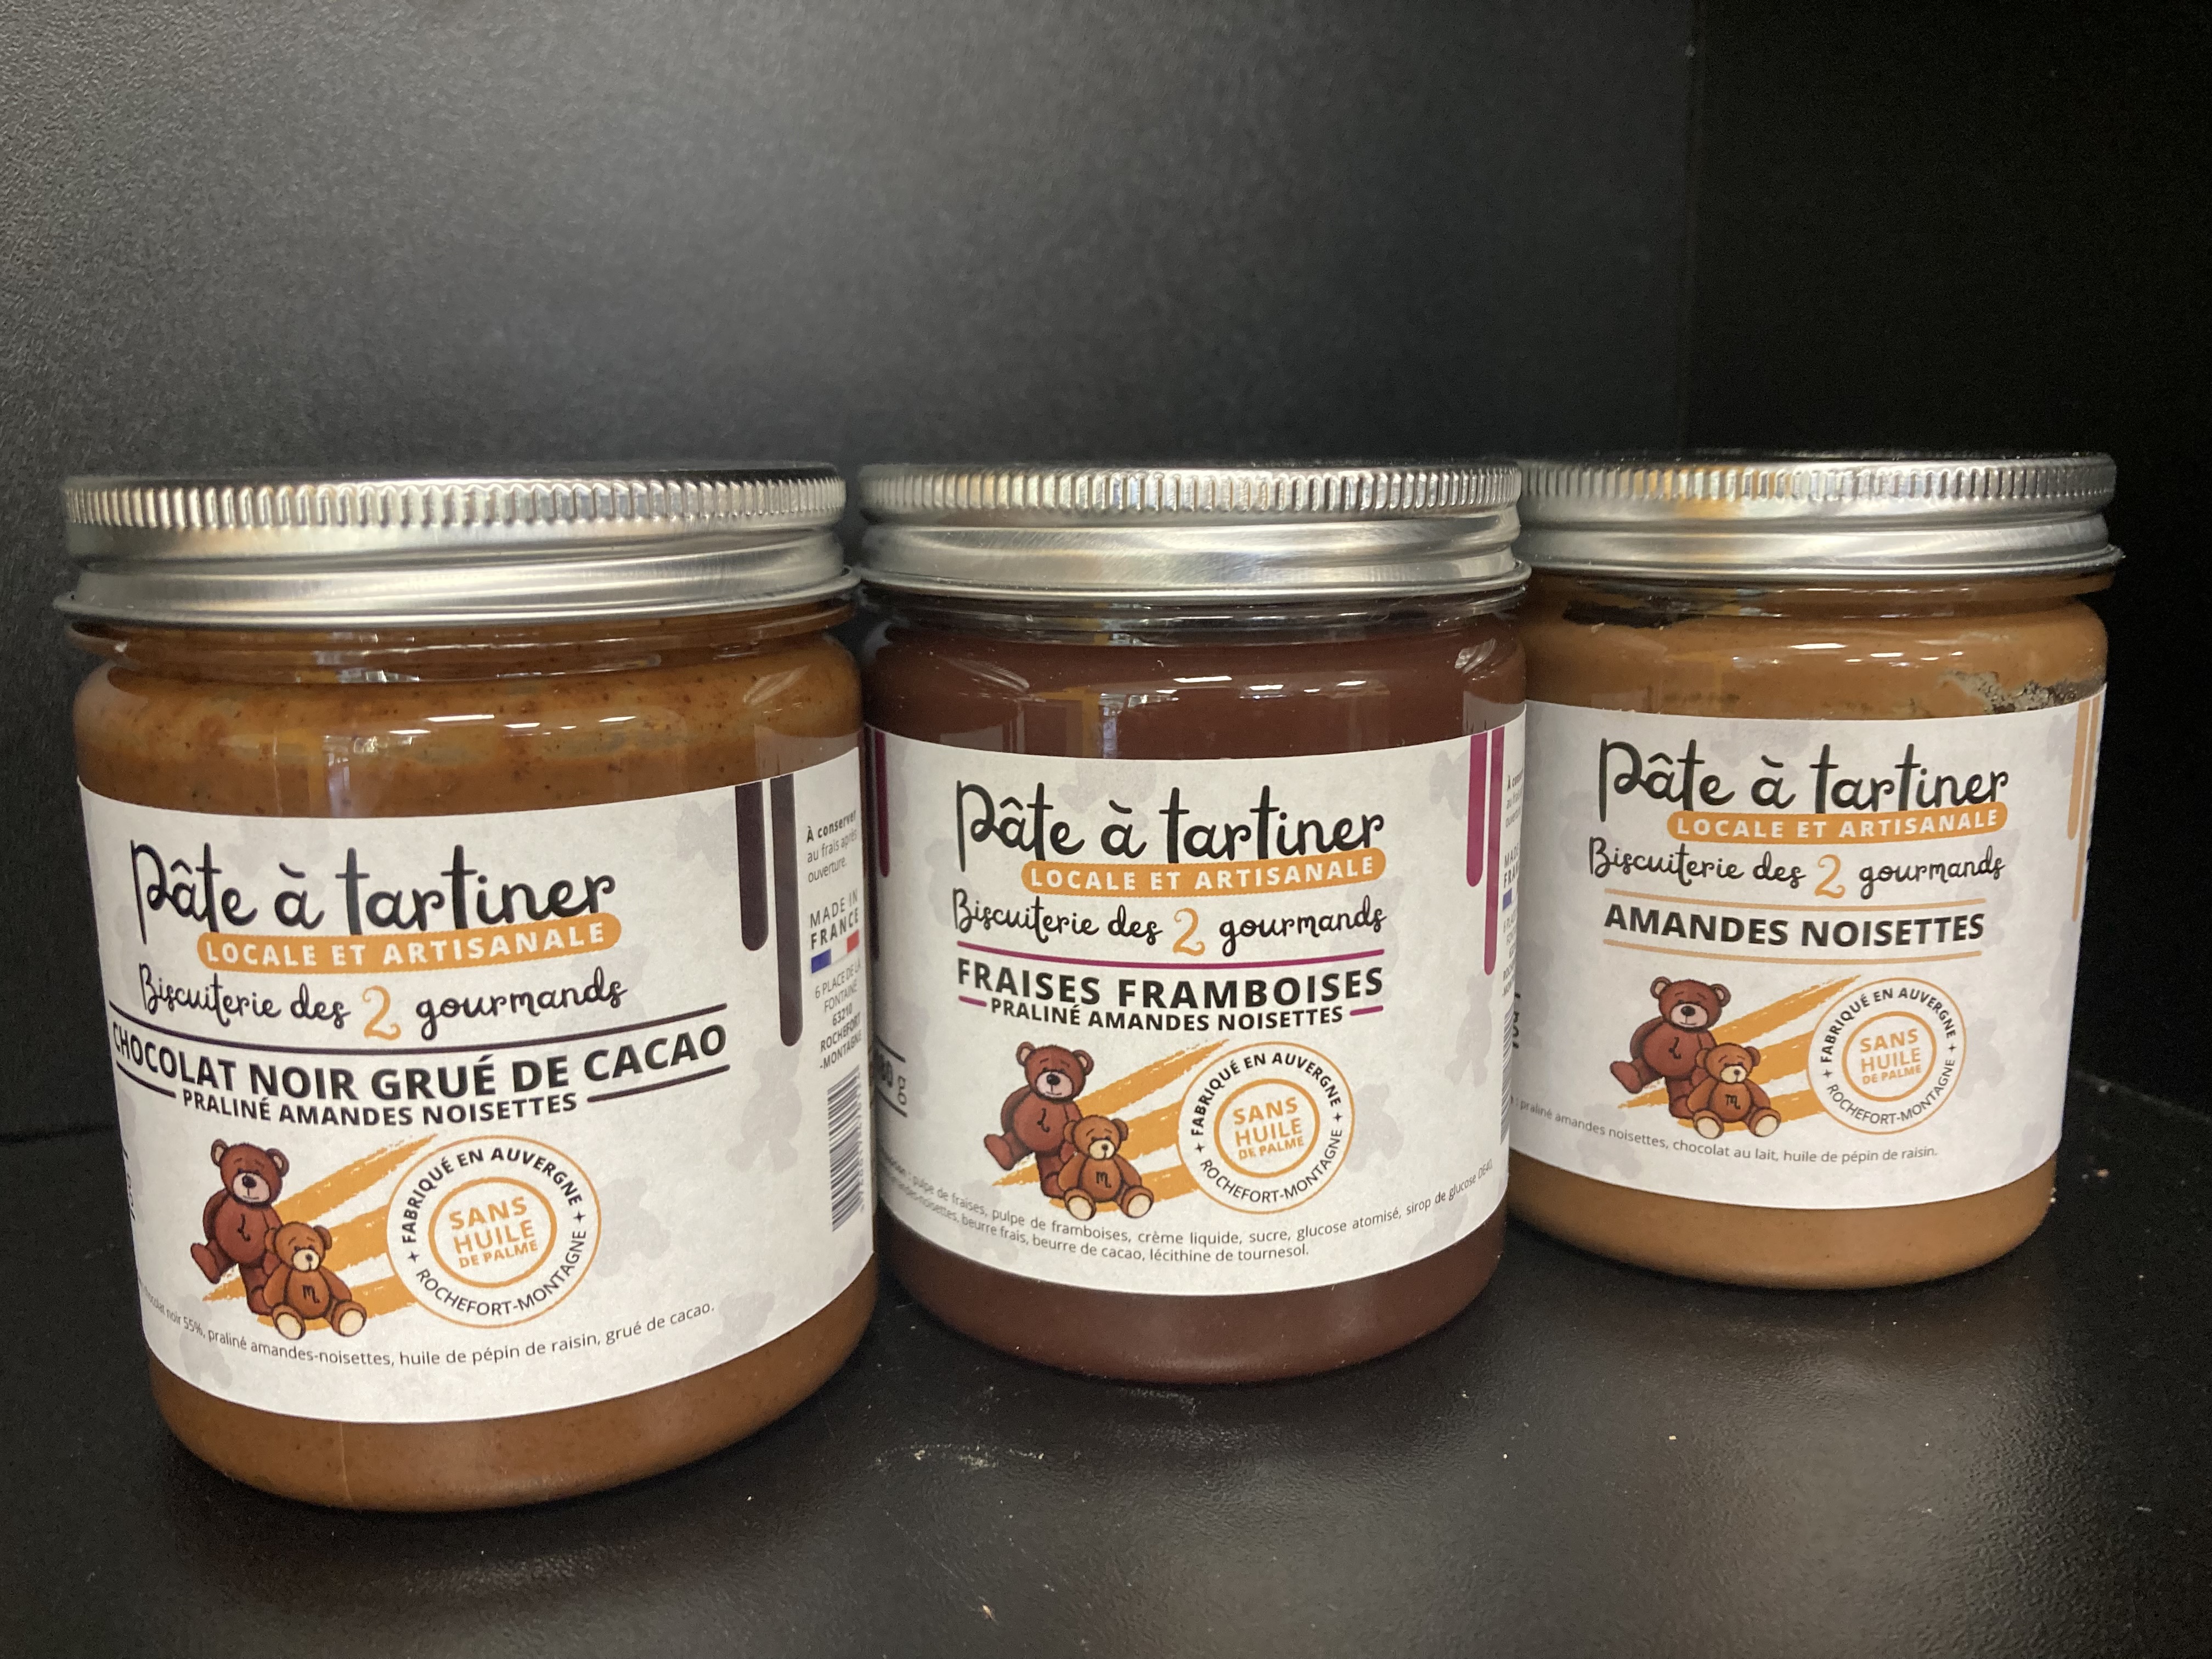 Pâte à tartiner
LOCALE ET ARTISANALE
Biscuiterie des 2 gourmands
CHOCOLAT NOIR GRUÉ DE CACAO
PRALINÉ AMANDES NOISETTES
FABRIQUÉ EN AUVERGNE
SANS
HUILE
DE PALME
ROCHEFORT-MONTAGNE
noir 55%, praliné amandes-noisettes, huile de pépin de raisin, grué de cacao.
À conserver
au frais après
ouverture.
MADE IN
FRANCE
6 PLACE DE LA
FONTAINE
63210
ROCHEFORT
-MONTAGNE
Pâte à tartiner
LOCALE ET ARTISANALE
Biscuiterie des 2 gourmands
FRAISES FRAMBOISES
PRALINÉ AMANDES NOISETTES
FABRIQUÉ EN AUVERGNE
SANS
HUILE
DE PALME
ROCHEFORT-MONTAGNE
pulpe de fraises, pulpe de framboises, crème liquide, sucre, glucose atomisé, sirop de glucose DE40,
beurre frais, beurre de cacao, lécithine de tournesol.
Pâte à tartiner
LOCALE ET ARTISANALE
Biscuiterie des 2 gourmands
AMANDES NOISETTES
FABRIQUÉ EN AUVERGNE
SANS
HUILE
DE PALME
ROCHEFORT-MONTAGNE
: praliné amandes noisettes, chocolat au lait, huile de pépin de raisin.